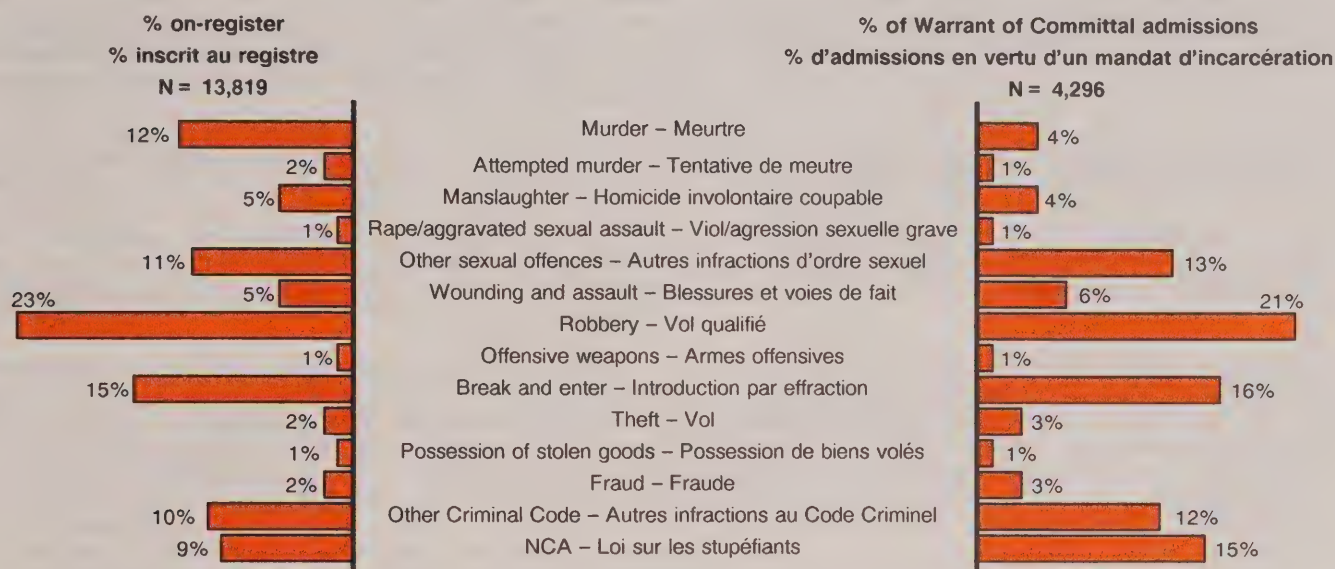 % on-register
% inscrit au registre
N = 13,819
% of Warrant of Committal admissions
% d'admissions en vertu d'un mandat d'incarcération
N = 4,296
12% Murder – Meurtre 4%
2% Attempted murder – Tentative de meutre 1%
5% Manslaughter – Homicide involontaire coupable 4%
1% Rape/aggravated sexual assault – Viol/agression sexuelle grave 1%
11% Other sexual offences – Autres infractions d'ordre sexuel 13%
5% Wounding and assault – Blessures et voies de fait 6%
23% Robbery – Vol qualifié 21%
1% Offensive weapons – Armes offensives 1%
15% Break and enter – Introduction par effraction 16%
2% Theft – Vol 3%
1% Possession of stolen goods – Possession de biens volés 1%
2% Fraud – Fraude 3%
10% Other Criminal Code – Autres infractions au Code Criminel 12%
9% NCA – Loi sur les stupéfiants 15%